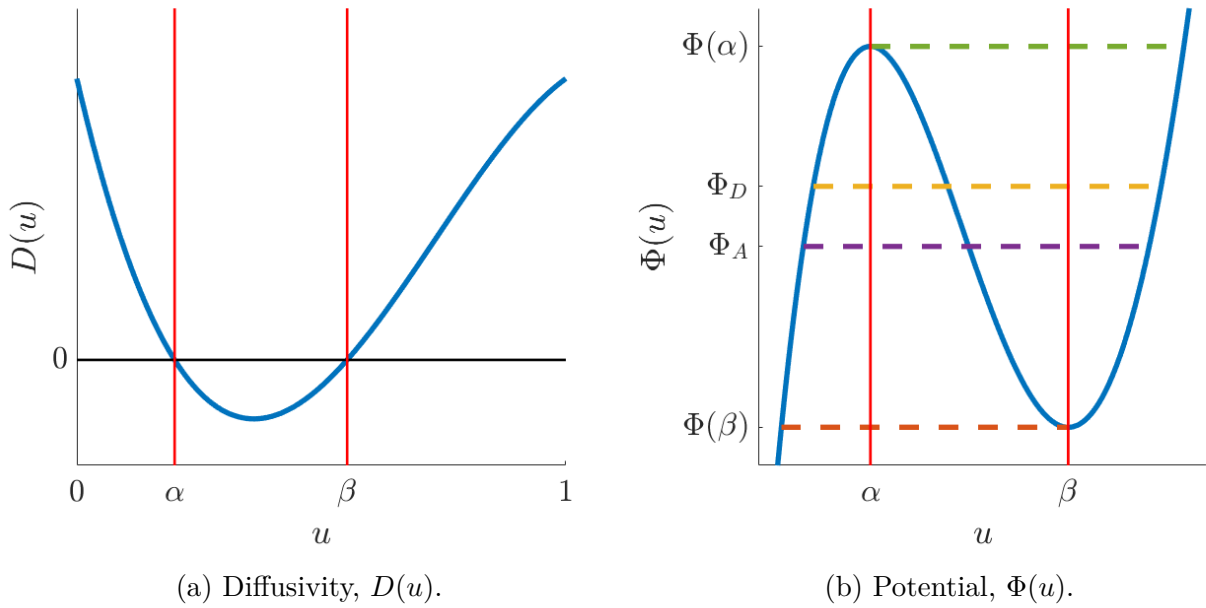 D(u)
0
0
α
β
1
u
(a) Diffusivity, D(u).
Φ(u)
Φ(α)
Φ_D
Φ_A
Φ(β)
α
β
u
(b) Potential, Φ(u).